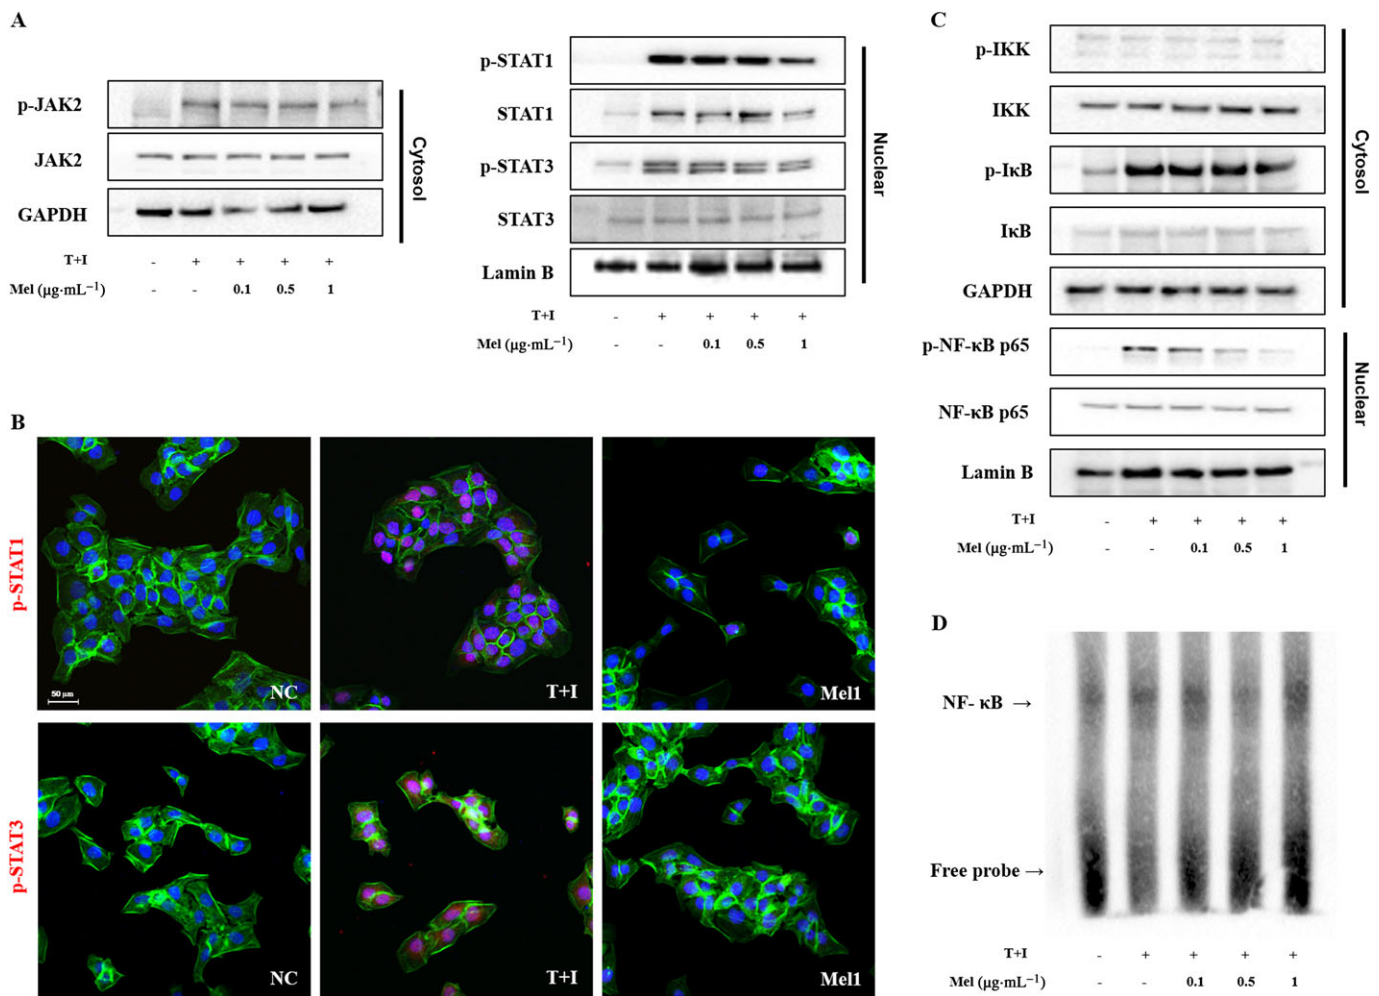 A
p-JAK2
JAK2
GAPDH
Cytosol
T+I - + + + +
Mel (µg·mL⁻¹) - - 0.1 0.5 1
p-STAT1
STAT1
p-STAT3
STAT3
Lamin B
Nuclear
T+I - + + + +
Mel (µg·mL⁻¹) - - 0.1 0.5 1
B
p-STAT1
50 µm
NC
T+I
Mel1
p-STAT3
NC
T+I
Mel1
C
p-IKK
IKK
p-IκB
IκB
GAPDH
Cytosol
p-NF-κB p65
NF-κB p65
Lamin B
Nuclear
T+I - + + + +
Mel (µg·mL⁻¹) - - 0.1 0.5 1
D
NF- κB →
Free probe →
T+I - + + + +
Mel (µg·mL⁻¹) - - 0.1 0.5 1